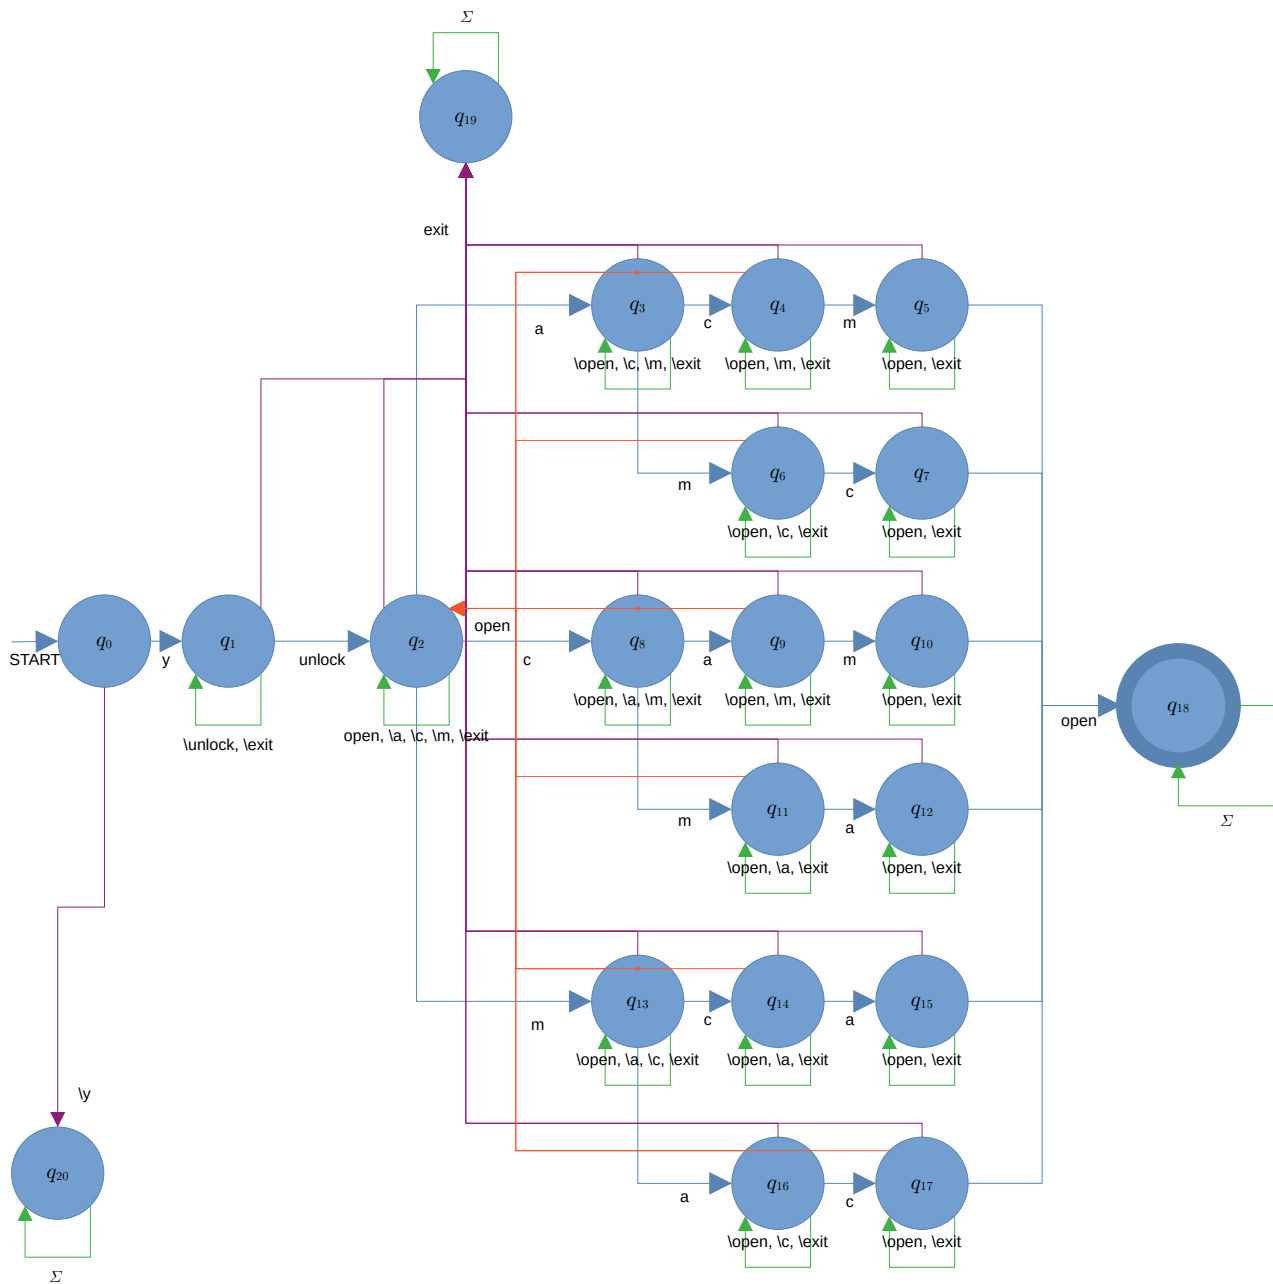 Σ
q19
exit
q3
q4
q5
a
c
m
\open, \c, \m, \exit
\open, \m, \exit
\open, \exit
q6
q7
m
c
\open, \c, \exit
\open, \exit
q0
q1
q2
open
q8
q9
q10
START
y
unlock
c
a
m
\open, \a, \m, \exit
\open, \m, \exit
\open, \exit
q18
open
\unlock, \exit
open, \a, \c, \m, \exit
q11
q12
m
a
Σ
\open, \a, \exit
\open, \exit
q13
q14
q15
m
c
a
\open, \a, \c, \exit
\open, \a, \exit
\open, \exit
\y
q20
q16
q17
a
c
\open, \c, \exit
\open, \exit
Σ